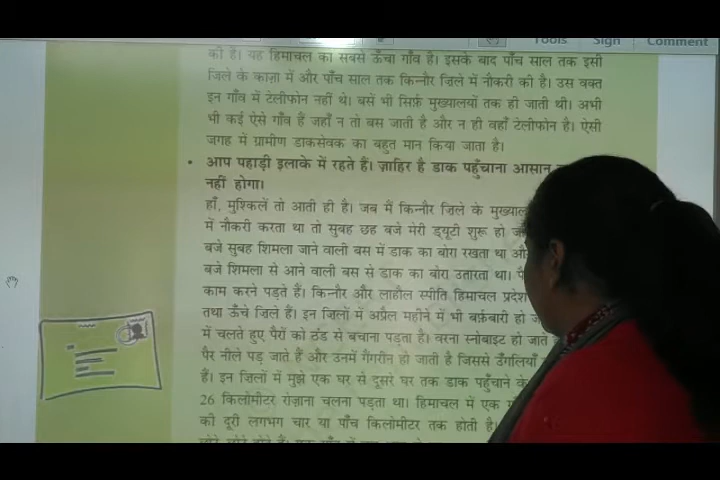 Tools Sign Comment
की है। यह हिमाचल का सबसे ऊँचा गाँव है। इसके बाद पाँच साल तक इसी
ज़िले के काज़ा में और पाँच साल तक किन्नौर ज़िले में नौकरी की है। उस वक्त
इन गाँव में टेलीफोन नहीं थे। बसें भी सिर्फ़ मुख्यालयों तक ही जाती थी। अभी
भी कई ऐसे गाँव हैं जहाँ न तो बस जाती है और न ही वहाँ टेलीफोन है। ऐसी
जगह में ग्रामीण डाकसेवक का बहुत मान किया जाता है।
• आप पहाड़ी इलाके में रहते हैं। ज़ाहिर है डाक पहुँचाना आसान
नहीं होगा।
हाँ, मुश्किलें तो आती ही है। जब मैं किन्नौर ज़िले के
में नौकरी करता था तो सुबह छह बजे मेरी ड्यूटी शुरू हो
बजे सुबह शिमला जाने वाली बस में डाक का बोरा रखता था
बजे शिमला से आने वाली बस से डाक का बोरा उतारता था।
काम करने पड़ते हैं। किन्नौर और लाहौल स्पीति हिमाचल प्रदेश
तथा ऊँचे ज़िले हैं। इन ज़िलों में अप्रैल महीने में भी बर्फ़बारी हो
में चलते हुए पैरों को ठंड से बचाना पड़ता है। वरना स्नोबाइट हो जाते
पैर नीले पड़ जाते हैं और उनमें गैंगरीन हो जाती है जिससे उँगलियाँ
हैं। इन ज़िलों में मुझे एक घर से दूसरे घर तक डाक पहुँचाने के
26 किलोमीटर रोज़ाना चलना पड़ता था। हिमाचल में एक
की दूरी लगभग चार या पाँच किलोमीटर तक होती है।